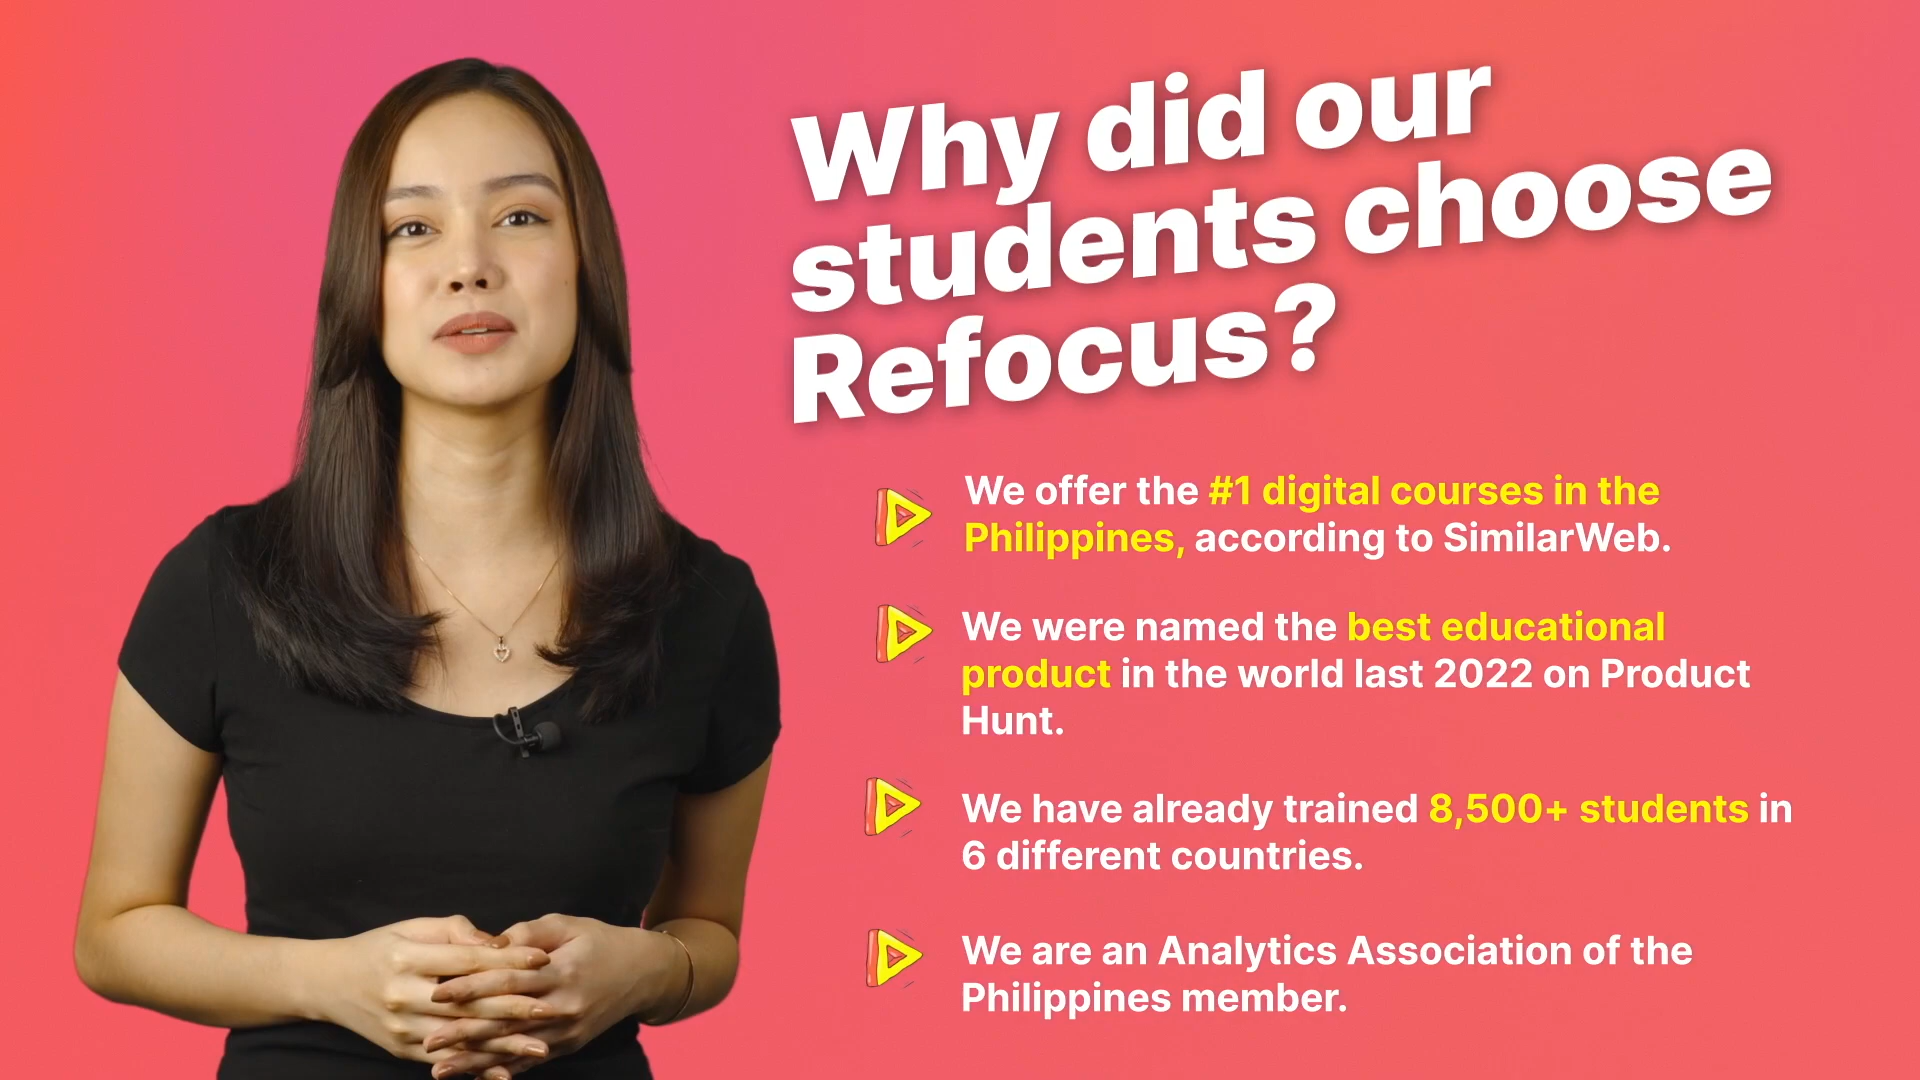 Why did our
students choose
Refocus?
We offer the #1 digital courses in the
Philippines, according to SimilarWeb.
We were named the best educational
product in the world last 2022 on Product
Hunt.
We have already trained 8,500+ students in
6 different countries.
We are an Analytics Association of the
Philippines member.